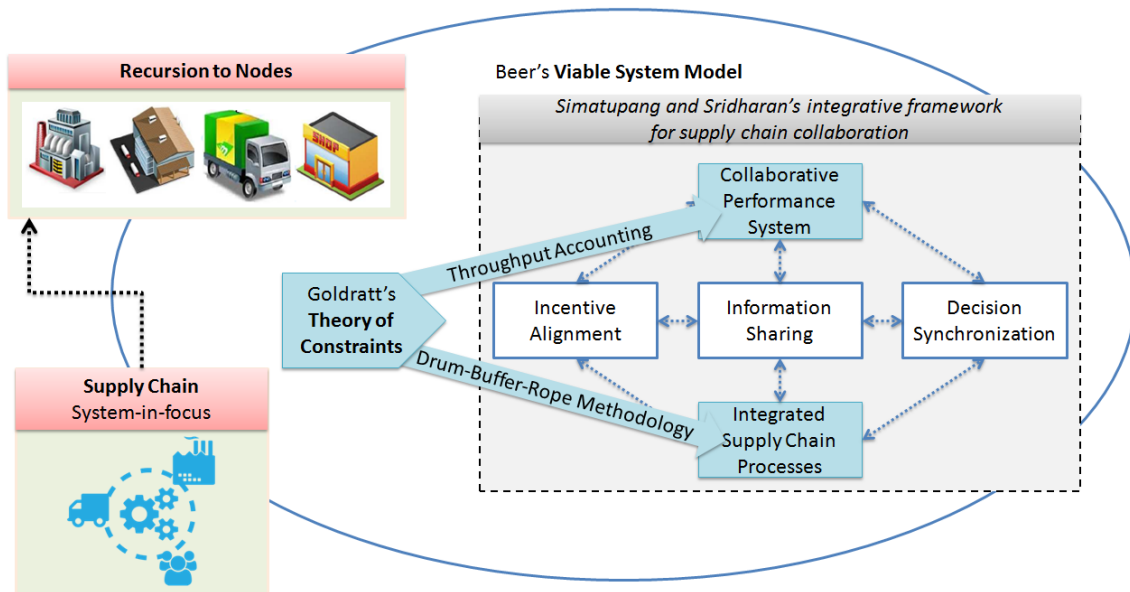 Recursion to Nodes
SHOP
Beer's Viable System Model
Simatupang and Sridharan's integrative framework
for supply chain collaboration
Collaborative
Performance
System
Throughput Accounting
Goldratt's
Theory of
Constraints
Incentive
Alignment
Information
Sharing
Decision
Synchronization
Drum-Buffer-Rope Methodology
Integrated
Supply Chain
Processes
Supply Chain
System-in-focus